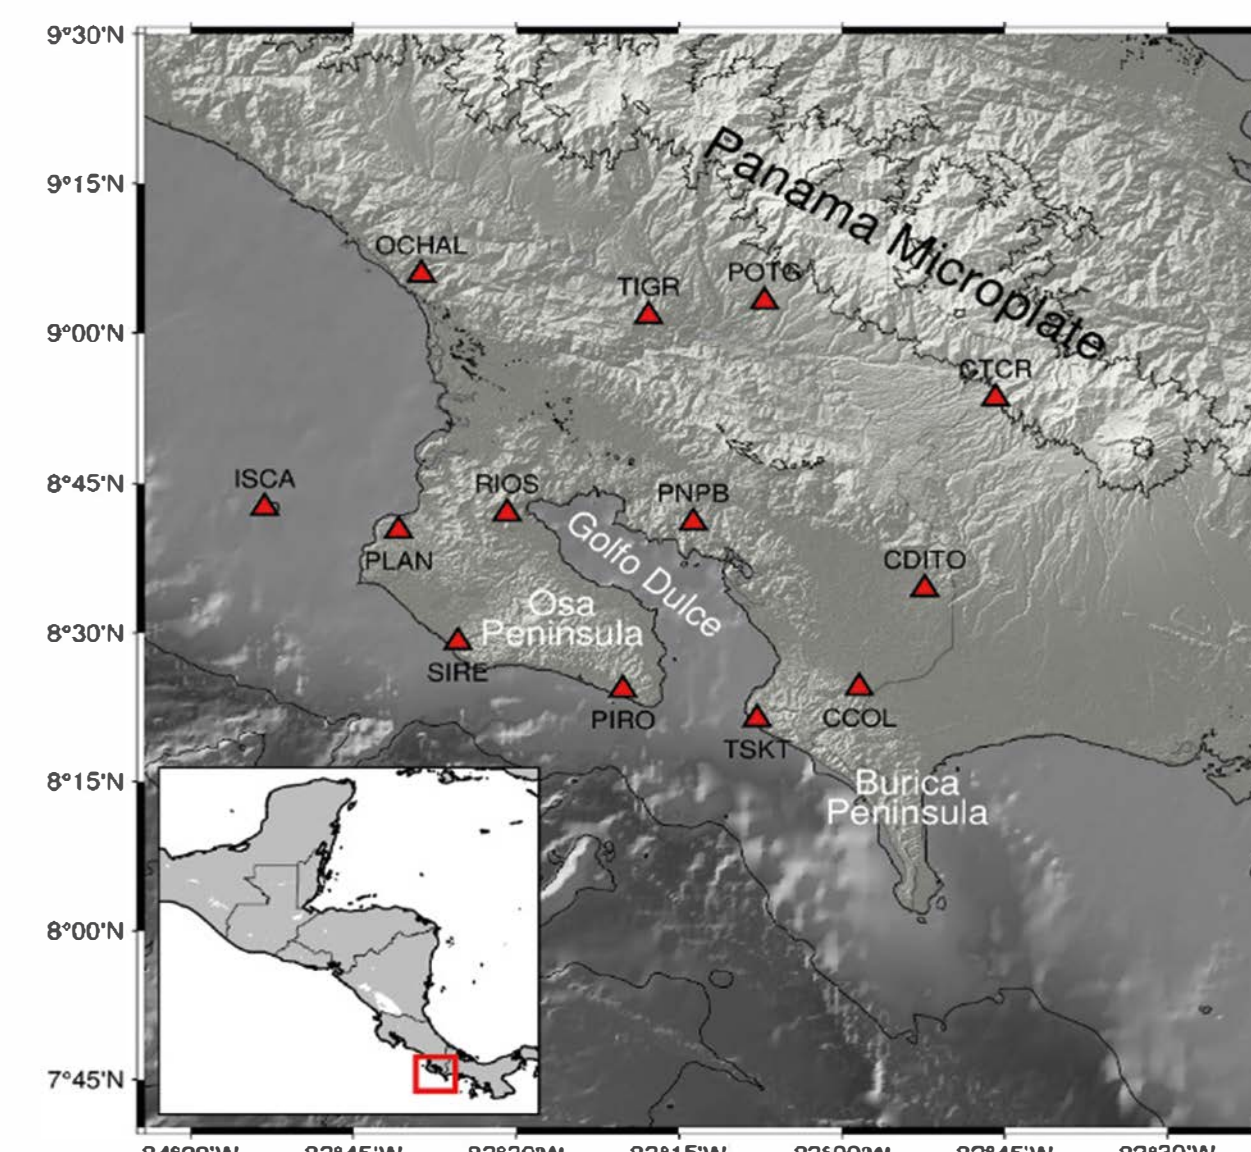 9°30'N
9°15'N
9°00'N
8°45'N
8°30'N
8°15'N
8°00'N
7°45'N
Panama Microplate
OCHAL
TIGR
POTG
CTCR
ISCA
RIOS
PNPB
PLAN
Golfo Dulce
CDITO
Osa
Peninsula
SIRE
PIRO
CCOL
TSKT
Burica
Peninsula